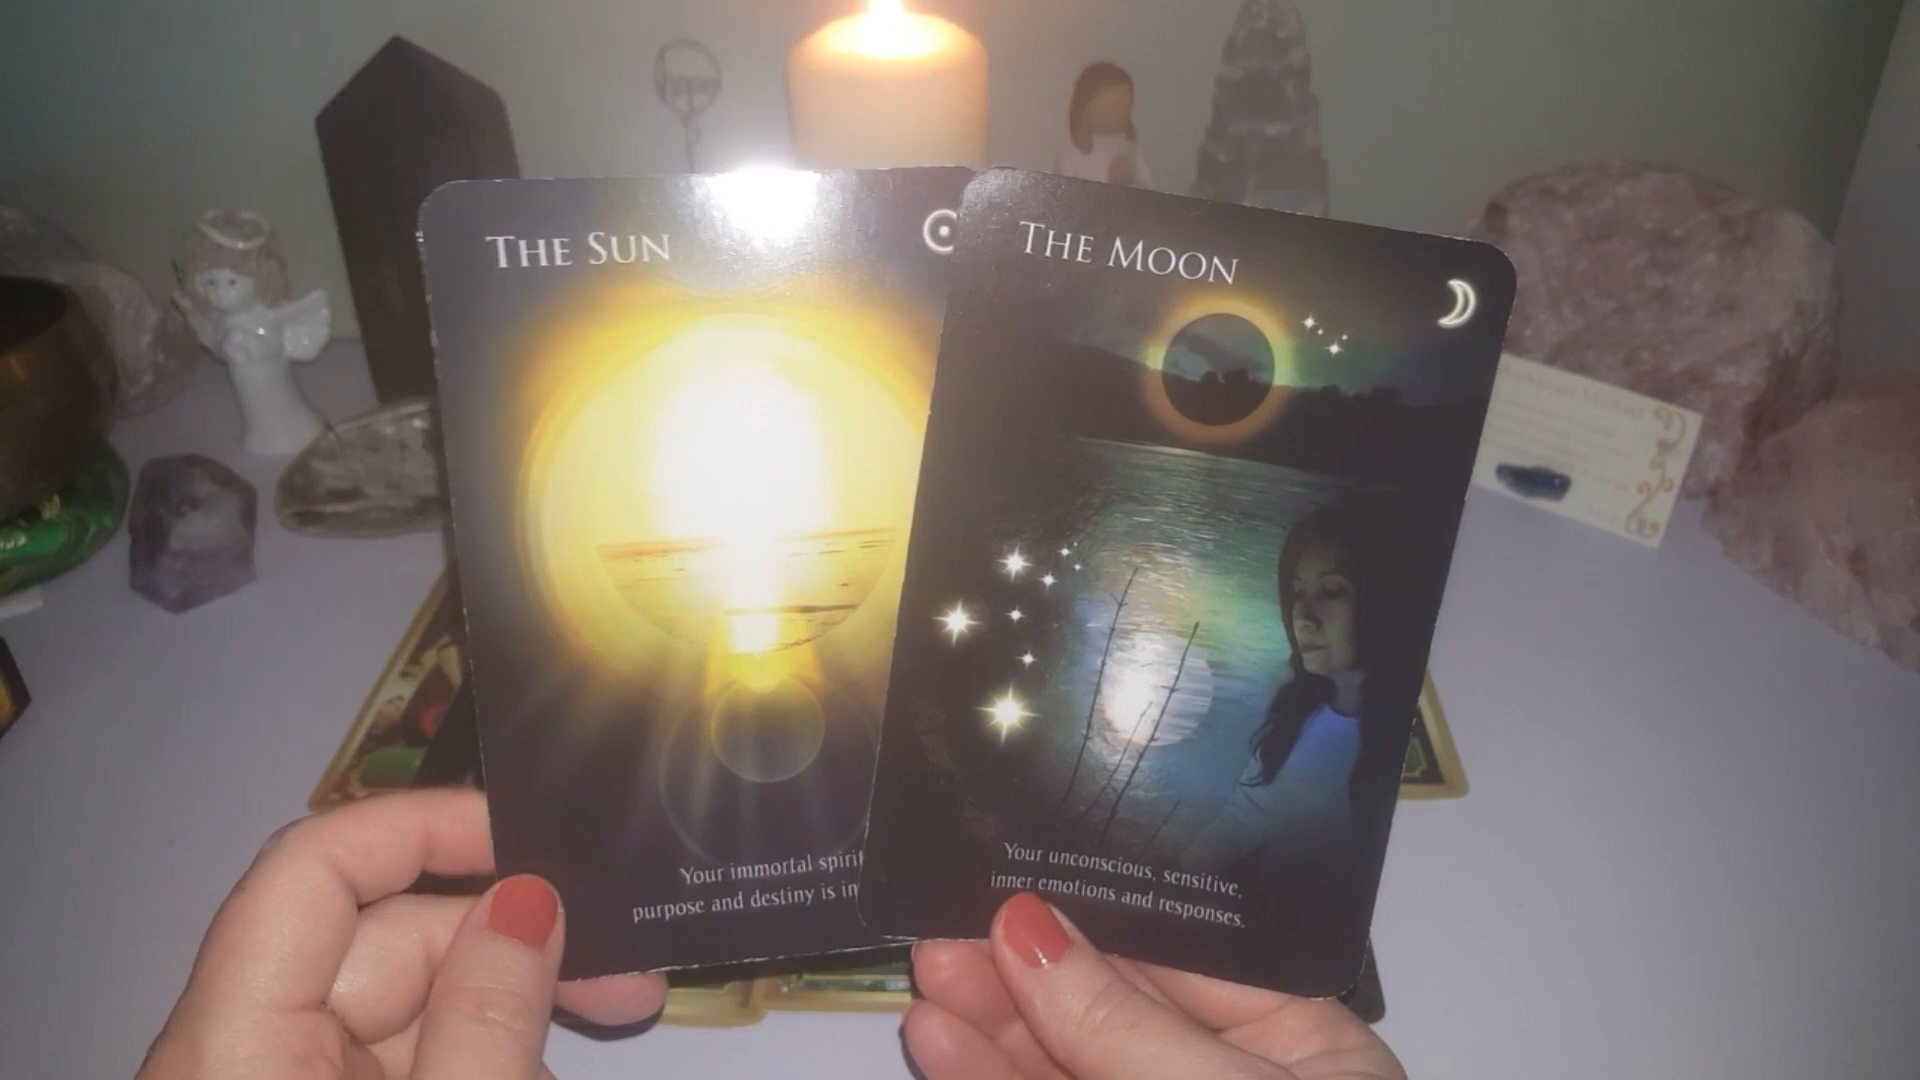 hope
THE SUN
THE MOON
Your immortal spirit
purpose and destiny is in
Your unconscious, sensitive,
inner emotions and responses.